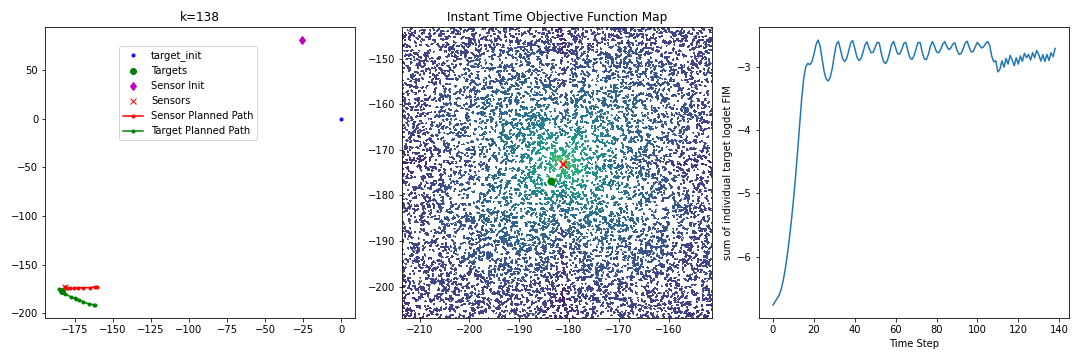 k=138
target_init
Targets
Sensor Init
Sensors
Sensor Planned Path
Target Planned Path
50
0
−50
−100
−150
−200
−175 −150 −125 −100 −75 −50 −25 0
Instant Time Objective Function Map
−150
−160
−170
−180
−190
−200
−210 −200 −190 −180 −170 −160
sum of individual target logdet FIM
−3
−4
−5
−6
0 20 40 60 80 100 120 140
Time Step